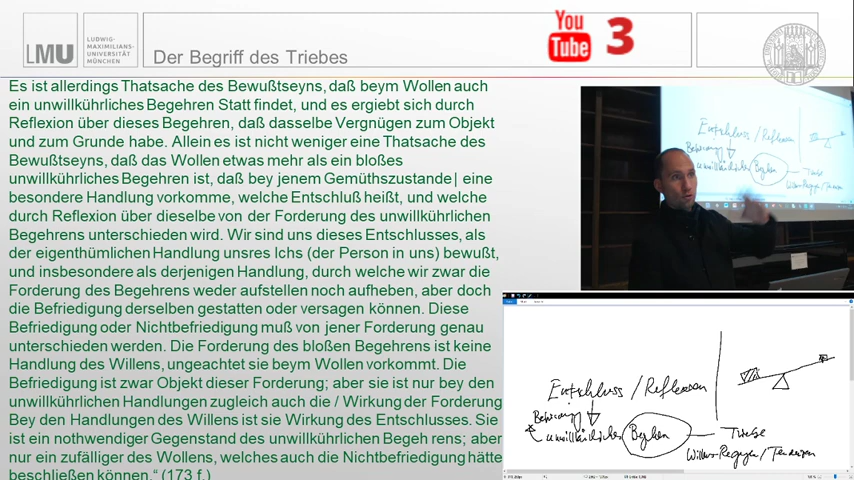 LMU
LUDWIG-
MAXIMILIANS-
UNIVERSITÄT
MÜNCHEN
Der Begriff des Triebes
You
Tube
3
Es ist allerdings Thatsache des Bewußtseyns, daß beym Wollen auch
ein unwillkührliches Begehren Statt findet, und es ergiebt sich durch
Reflexion über dieses Begehren, daß dasselbe Vergnügen zum Objekt
und zum Grunde habe. Allein es ist nicht weniger eine Thatsache des
Bewußtseyns, daß das Wollen etwas mehr als ein bloßes
unwillkührliches Begehren ist, daß bey jenem Gemüthszustande| eine
besondere Handlung vorkomme, welche Entschluß heißt, und welche
durch Reflexion über dieselbe von der Forderung des unwillkührlichen
Begehrens unterschieden wird. Wir sind uns dieses Entschlusses, als
der eigenthümlichen Handlung unsres Ichs (der Person in uns) bewußt,
und insbesondere als derjenigen Handlung, durch welche wir zwar die
Forderung des Begehrens weder aufstellen noch aufheben, aber doch
die Befriedigung derselben gestatten oder versagen können. Diese
Befriedigung oder Nichtbefriedigung muß von jener Forderung genau
unterschieden werden. Die Forderung des bloßen Begehrens ist keine
Handlung des Willens, ungeachtet sie beym Wollen vorkommt. Die
Befriedigung ist zwar Objekt dieser Forderung; aber sie ist nur bey den
unwillkührlichen Handlungen zugleich auch die / Wirkung der Forderung
Bey den Handlungen des Willens ist sie Wirkung des Entschlusses. Sie
ist ein nothwendiger Gegenstand des unwillkührlichen Begeh rens; aber
nur ein zufälliger des Wollens, welches auch die Nichtbefriedigung hätte
beschließen können.“ (173 f.)
Entschluss / Reflexion
unwillkürliches Begehren — Triebe
Entschluss / Reflexion
unwillkürliches Begehren — Triebe
Willens-Regungen / Tendenzen